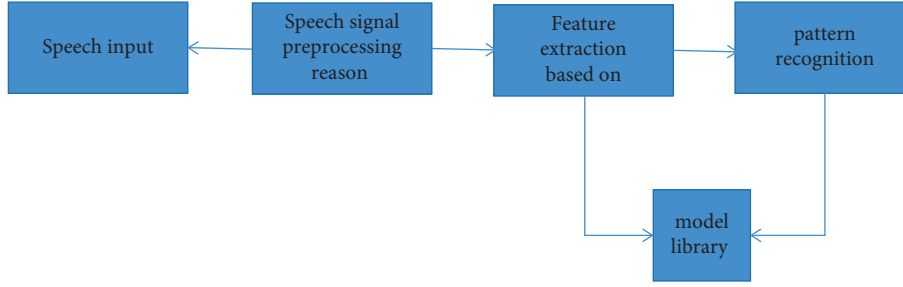 Speech input
Speech signal
preprocessing
reason
Feature
extraction
based on
pattern
recognition
model
library